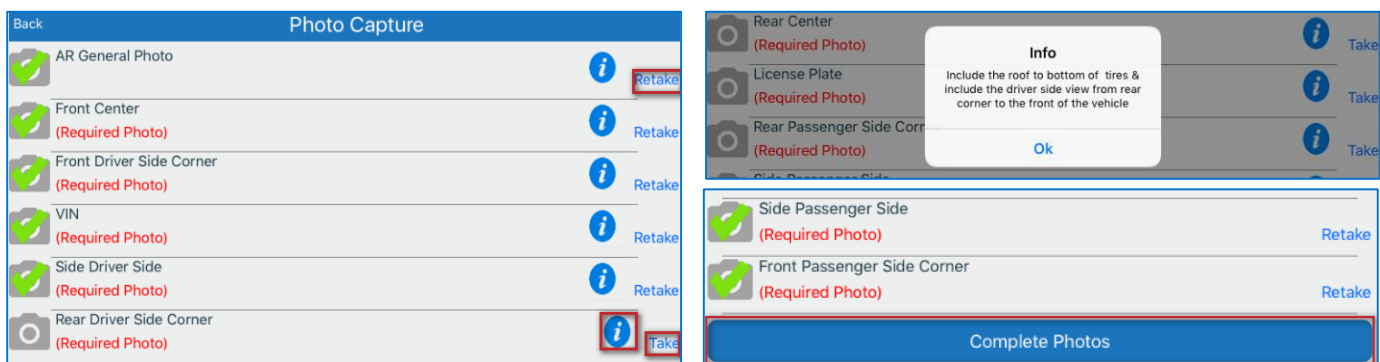 Back
Photo Capture
AR General Photo
Retake
Front Center
(Required Photo)
Retake
Front Driver Side Corner
(Required Photo)
Retake
VIN
(Required Photo)
Retake
Side Driver Side
(Required Photo)
Retake
Rear Driver Side Corner
(Required Photo)
Take
Rear Center
(Required Photo)
Take
License Plate
(Required Photo)
Take
Rear Passenger Side Corn
(Required Photo)
Take
Side Passenger Side
Info
Include the roof to bottom of tires &
include the driver side view from rear
corner to the front of the vehicle
Ok
Side Passenger Side
(Required Photo)
Retake
Front Passenger Side Corner
(Required Photo)
Retake
Complete Photos